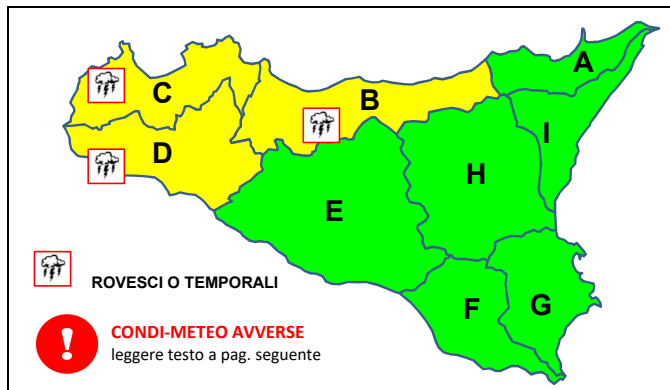 A
C
B
I
D
H
E
ROVESCI O TEMPORALI
F
G
!
CONDI-METEO AVVERSE
leggere testo a pag. seguente